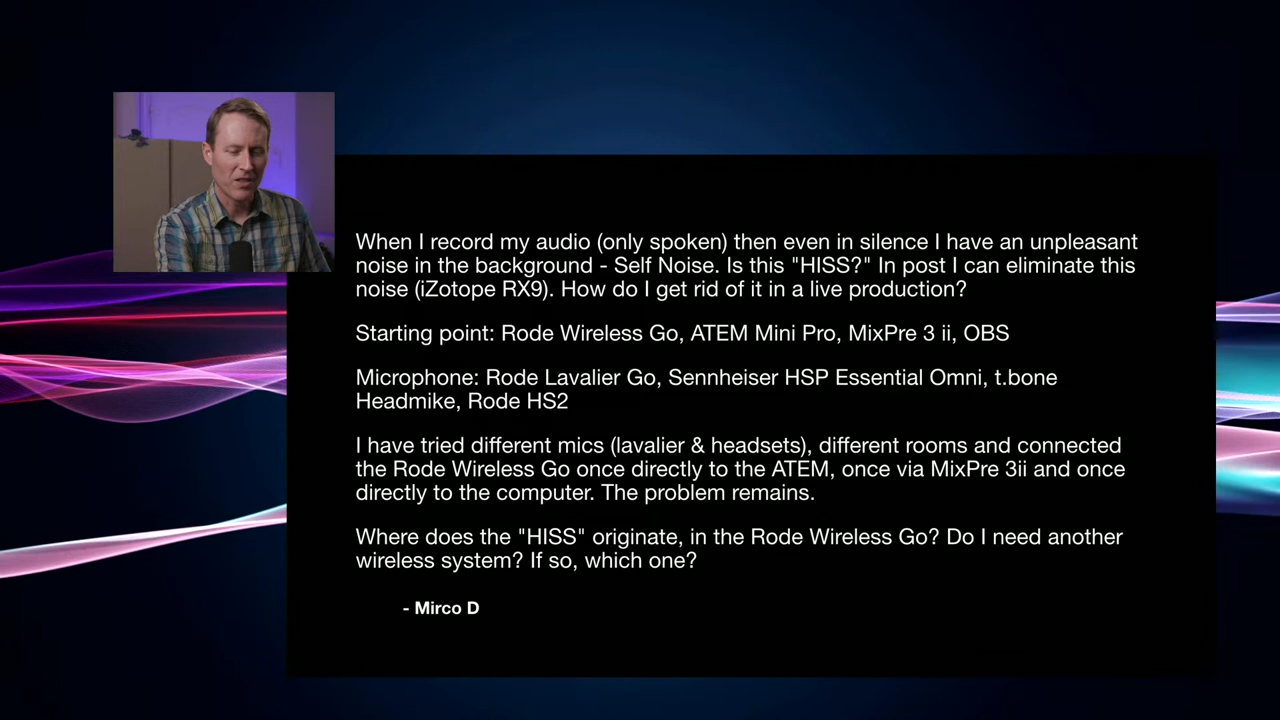 When I record my audio (only spoken) then even in silence I have an unpleasant
noise in the background - Self Noise. Is this "HISS?" In post I can eliminate this
noise (iZotope RX9). How do I get rid of it in a live production?
Starting point: Rode Wireless Go, ATEM Mini Pro, MixPre 3 ii, OBS
Microphone: Rode Lavalier Go, Sennheiser HSP Essential Omni, t.bone
Headmike, Rode HS2
I have tried different mics (lavalier & headsets), different rooms and connected
the Rode Wireless Go once directly to the ATEM, once via MixPre 3ii and once
directly to the computer. The problem remains.
Where does the "HISS" originate, in the Rode Wireless Go? Do I need another
wireless system? If so, which one?
- Mirco D